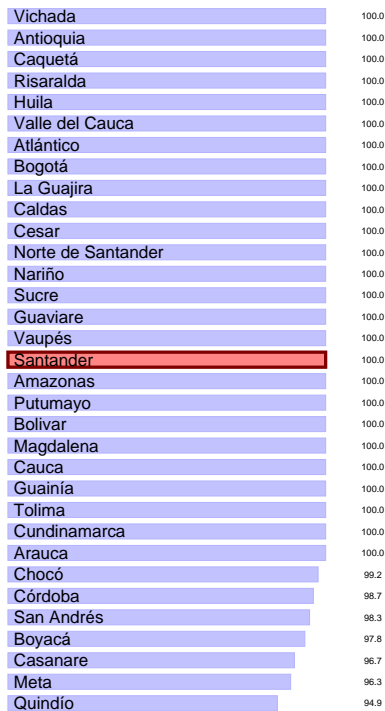 Vichada 100.0
Antioquia 100.0
Caquetá 100.0
Risaralda 100.0
Huila 100.0
Valle del Cauca 100.0
Atlántico 100.0
Bogotá 100.0
La Guajira 100.0
Caldas 100.0
Cesar 100.0
Norte de Santander 100.0
Nariño 100.0
Sucre 100.0
Guaviare 100.0
Vaupés 100.0
Santander 100.0
Amazonas 100.0
Putumayo 100.0
Bolivar 100.0
Magdalena 100.0
Cauca 100.0
Guainía 100.0
Tolima 100.0
Cundinamarca 100.0
Arauca 100.0
Chocó 99.2
Córdoba 98.7
San Andrés 98.3
Boyacá 97.8
Casanare 96.7
Meta 96.3
Quindío 94.9